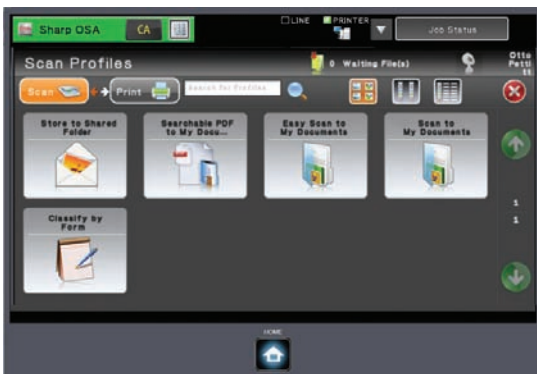 Sharp OSA
CA
LINE
PRINTER
Job Status
Scan Profiles
0 Waiting File(s)
Otto
Petti
Scan
Print
Search for Profiles
Store to Shared
Folder
Searchable PDF
to My Docu...
Easy Scan to
My Documents
Scan to
My Documents
1
1
Classify by
Form
HOME